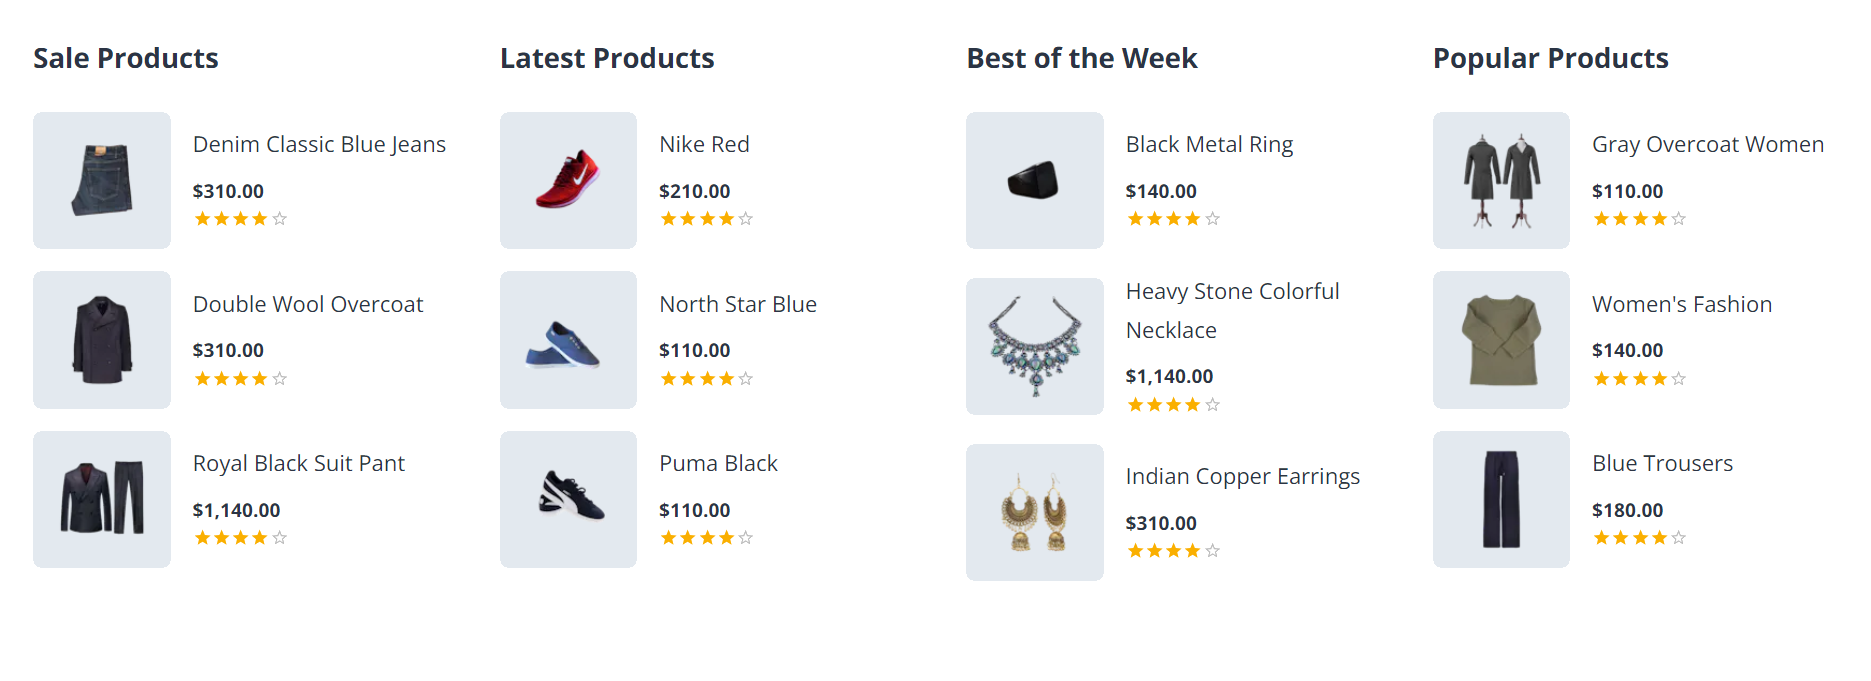 Sale Products
Denim Classic Blue Jeans
$310.00
Double Wool Overcoat
$310.00
Royal Black Suit Pant
$1,140.00
Latest Products
Nike Red
$210.00
North Star Blue
$110.00
Puma Black
$110.00
Best of the Week
Black Metal Ring
$140.00
Heavy Stone Colorful
Necklace
$1,140.00
Indian Copper Earrings
$310.00
Popular Products
Gray Overcoat Women
$110.00
Women's Fashion
$140.00
Blue Trousers
$180.00